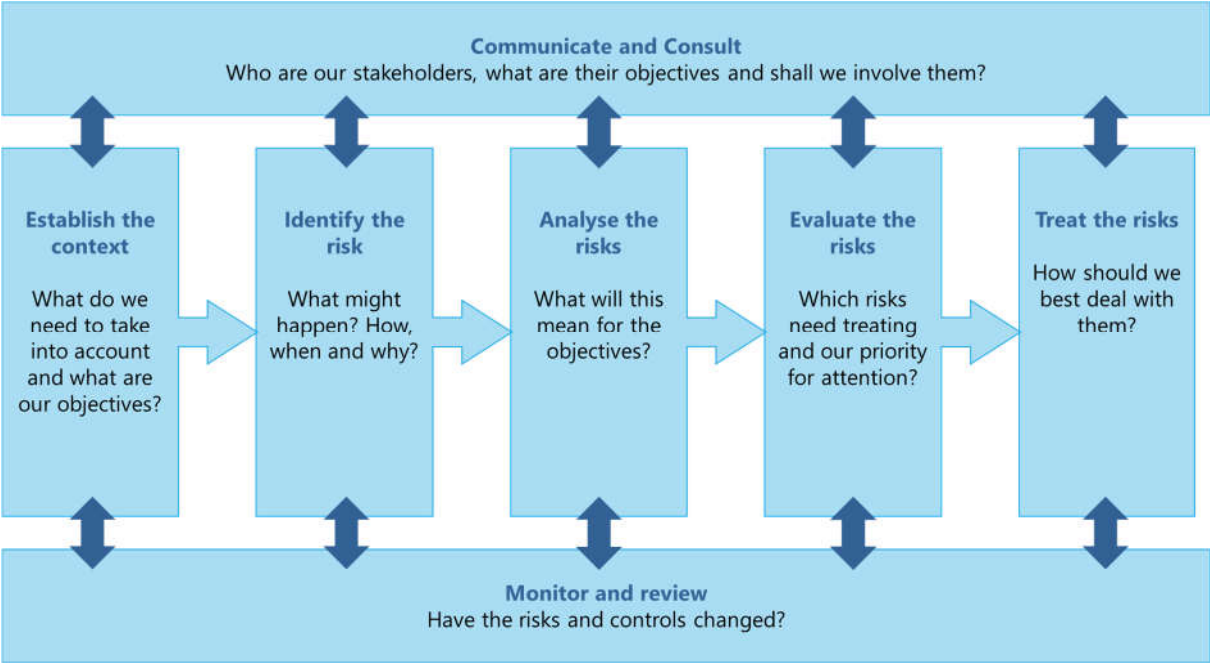 Communicate and Consult
Who are our stakeholders, what are their objectives and shall we involve them?
Establish the
context
What do we
need to take
into account
and what are
our objectives?
Identify the
risk
What might
happen? How,
when and why?
Analyse the
risks
What will this
mean for the
objectives?
Evaluate the
risks
Which risks
need treating
and our priority
for attention?
Treat the risks
How should we
best deal with
them?
Monitor and review
Have the risks and controls changed?